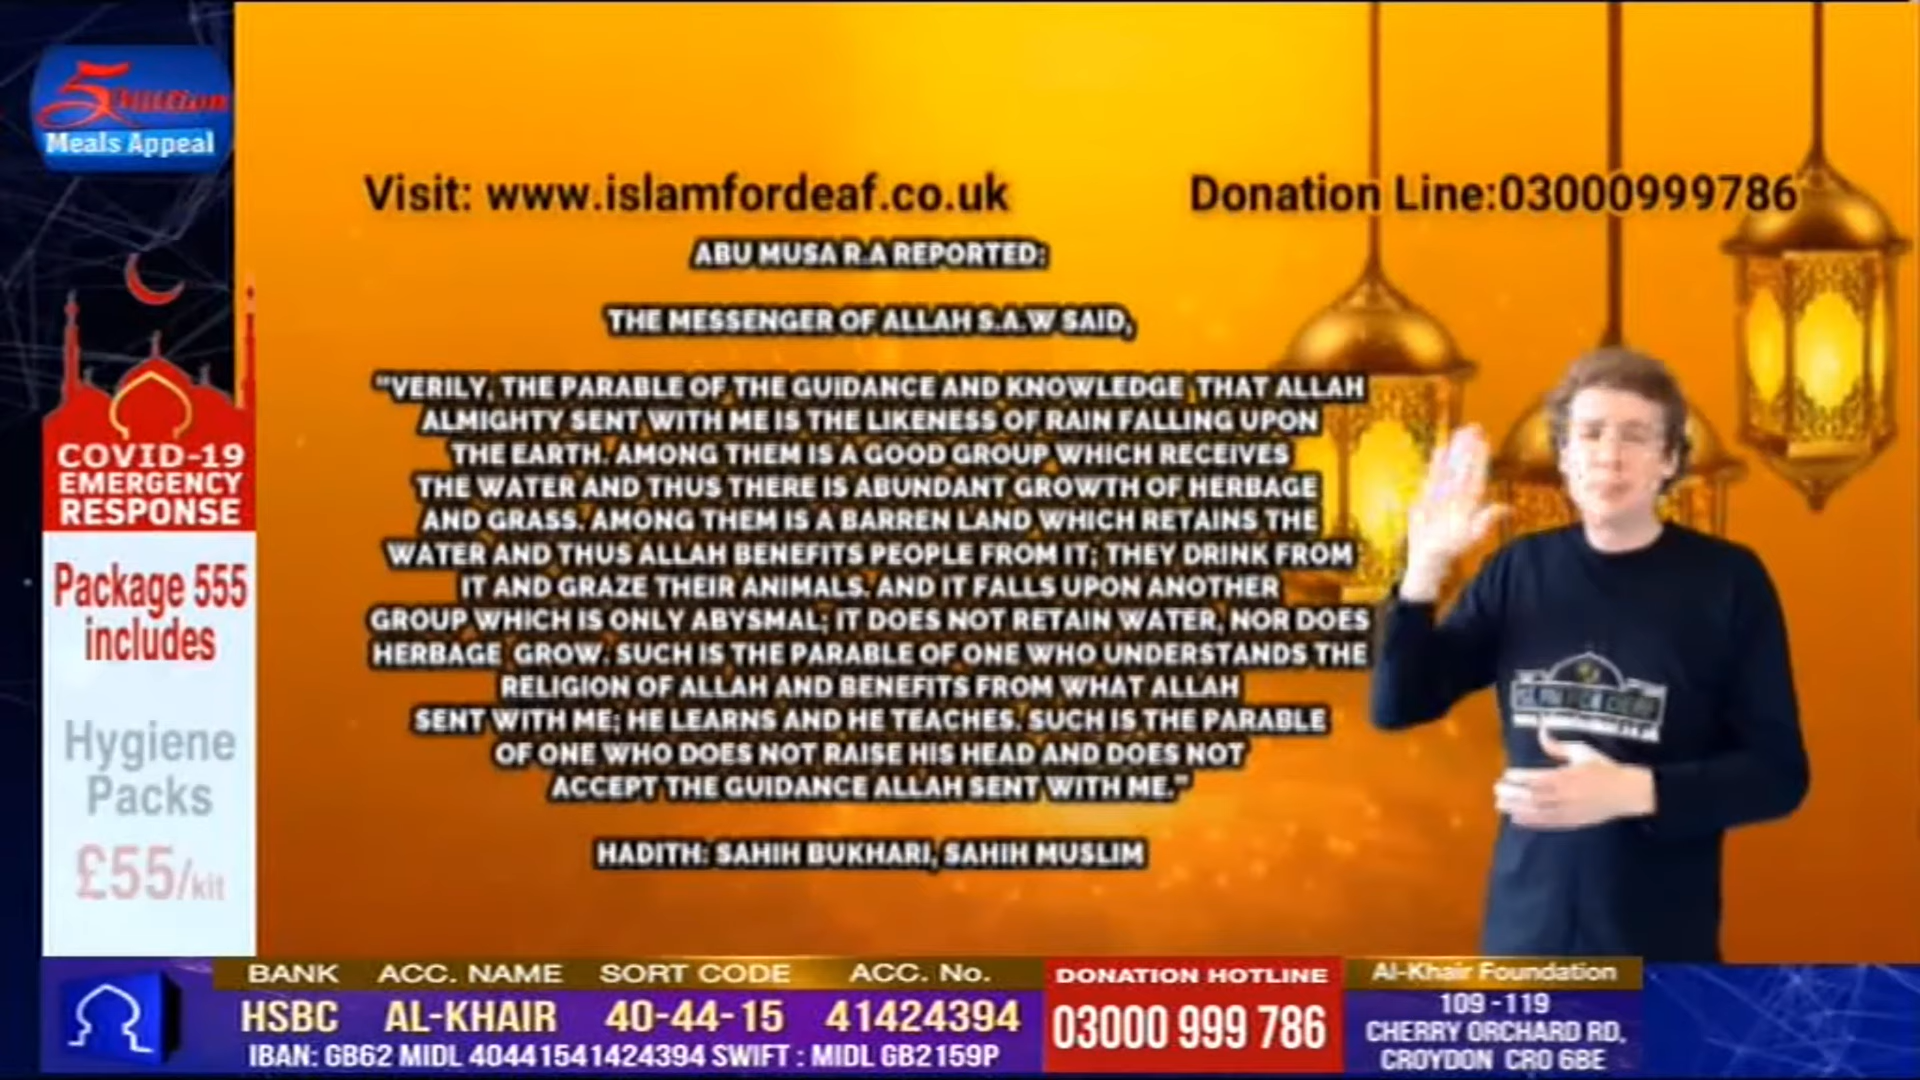 5 Million
Meals Appeal
COVID-19
EMERGENCY
RESPONSE
Package 555
includes
Hygiene
Packs
£55/kit
Visit: www.islamfordeaf.co.uk
Donation Line:03000999786
ABU MUSA R.A REPORTED:
THE MESSENGER OF ALLAH S.A.W SAID,
"VERILY, THE PARABLE OF THE GUIDANCE AND KNOWLEDGE THAT ALLAH
ALMIGHTY SENT WITH ME IS THE LIKENESS OF RAIN FALLING UPON
THE EARTH. AMONG THEM IS A GOOD GROUP WHICH RECEIVES
THE WATER AND THUS THERE IS ABUNDANT GROWTH OF HERBAGE
AND GRASS. AMONG THEM IS A BARREN LAND WHICH RETAINS THE
WATER AND THUS ALLAH BENEFITS PEOPLE FROM IT; THEY DRINK FROM
IT AND GRAZE THEIR ANIMALS. AND IT FALLS UPON ANOTHER
GROUP WHICH IS ONLY ABYSMAL; IT DOES NOT RETAIN WATER, NOR DOES
HERBAGE GROW. SUCH IS THE PARABLE OF ONE WHO UNDERSTANDS THE
RELIGION OF ALLAH AND BENEFITS FROM WHAT ALLAH
SENT WITH ME; HE LEARNS AND HE TEACHES. SUCH IS THE PARABLE
OF ONE WHO DOES NOT RAISE HIS HEAD AND DOES NOT
ACCEPT THE GUIDANCE ALLAH SENT WITH ME."
HADITH: SAHIH BUKHARI, SAHIH MUSLIM
BANK ACC. NAME SORT CODE ACC. No.
HSBC AL-KHAIR 40-44-15 41424394
IBAN: GB62 MIDL 40441541424394 SWIFT : MIDL GB2159P
DONATION HOTLINE
03000 999 786
Al-Khair Foundation
109 -119
CHERRY ORCHARD RD,
CROYDON CR0 6BE